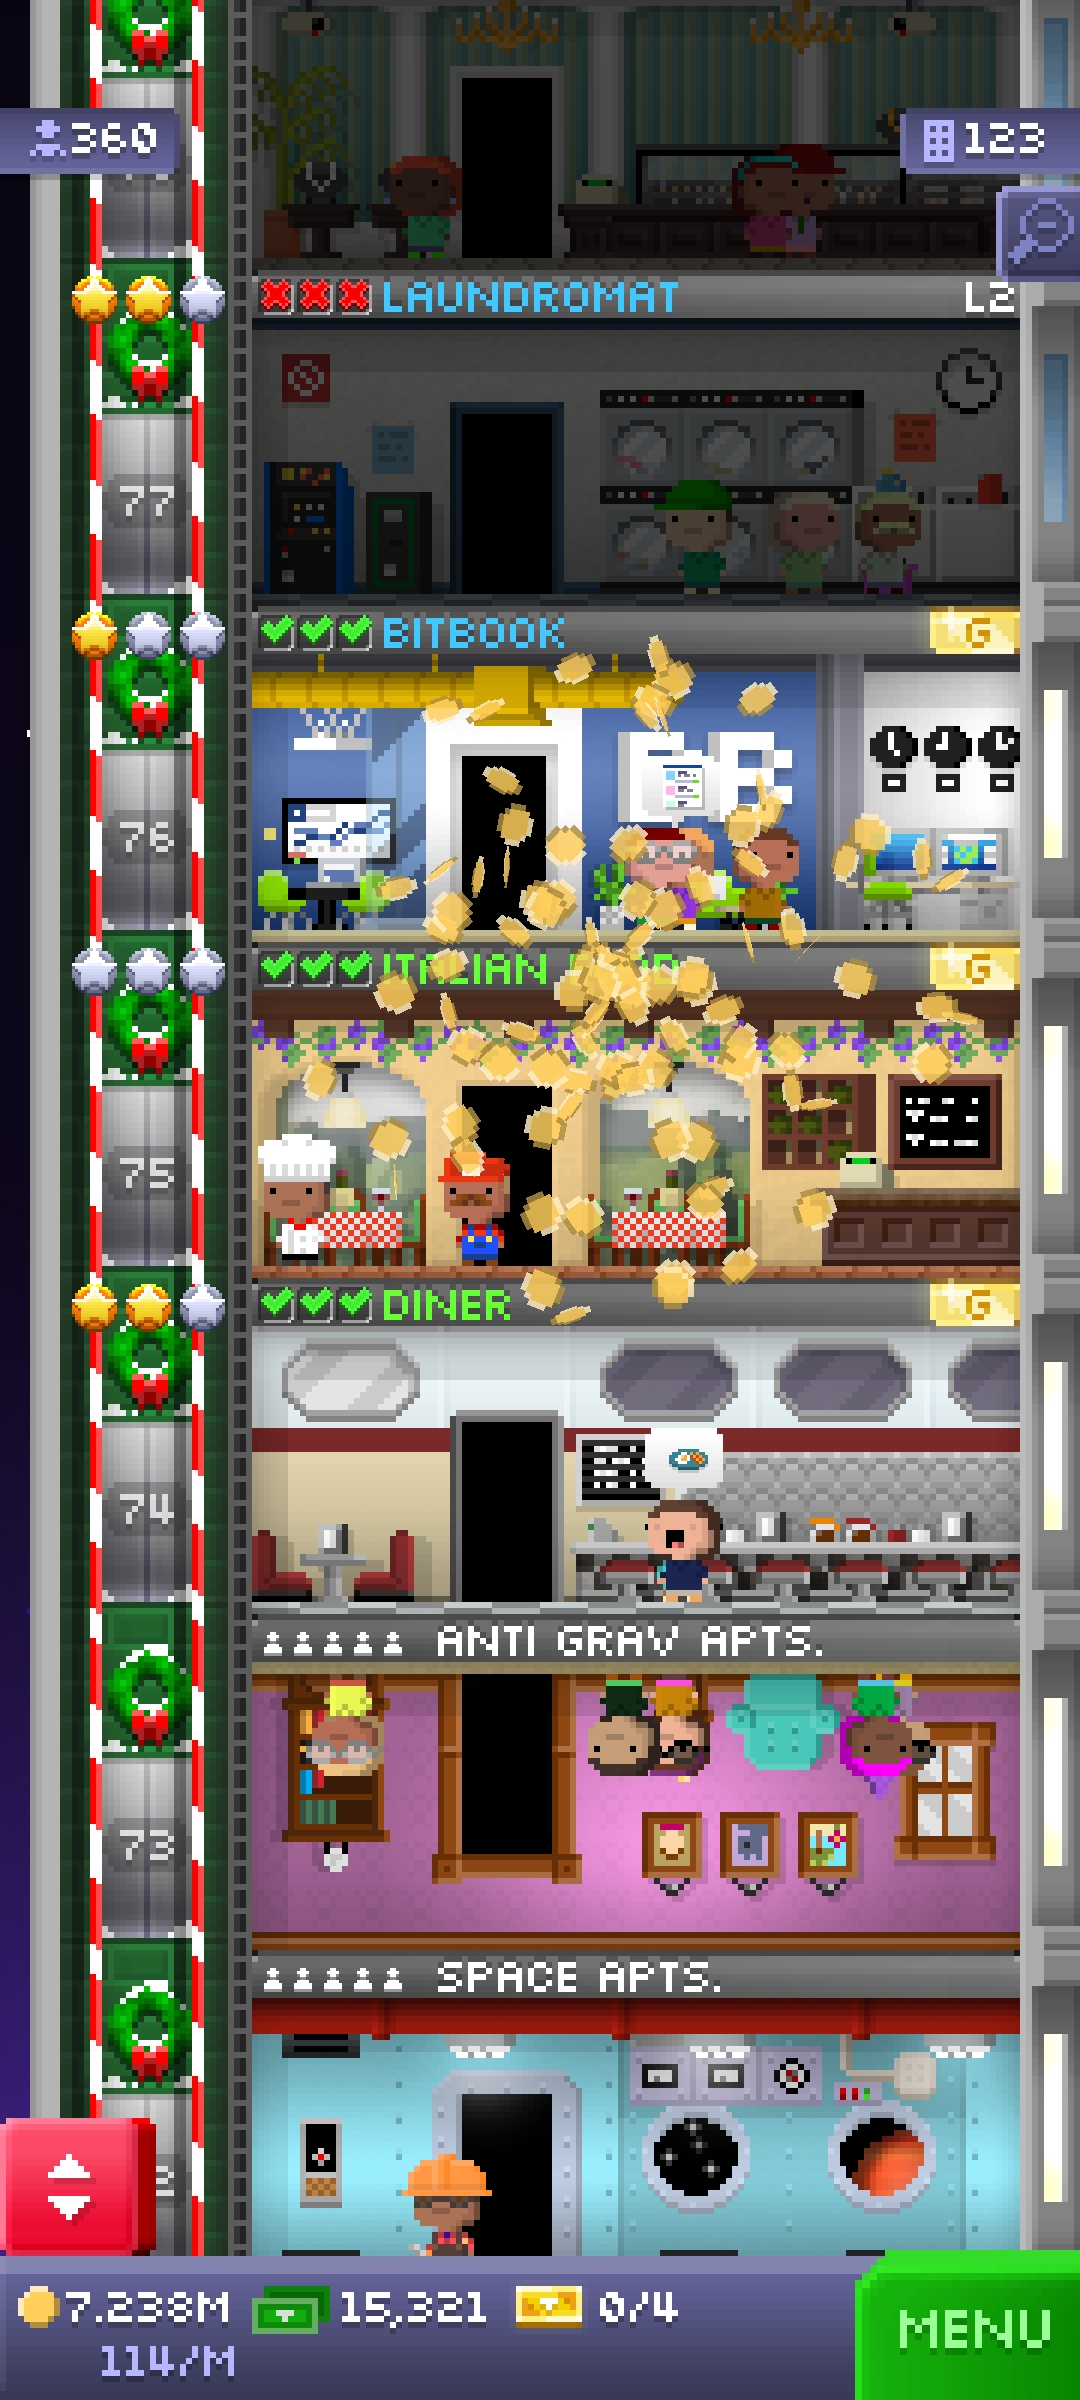 360
123
LAUNDROMAT L2
77
BITBOOK G
76
ITALIAN G
75
DINER G
74
ANTI GRAV APTS.
73
SPACE APTS.
7.238M 15,321 0/4
114/M
MENU